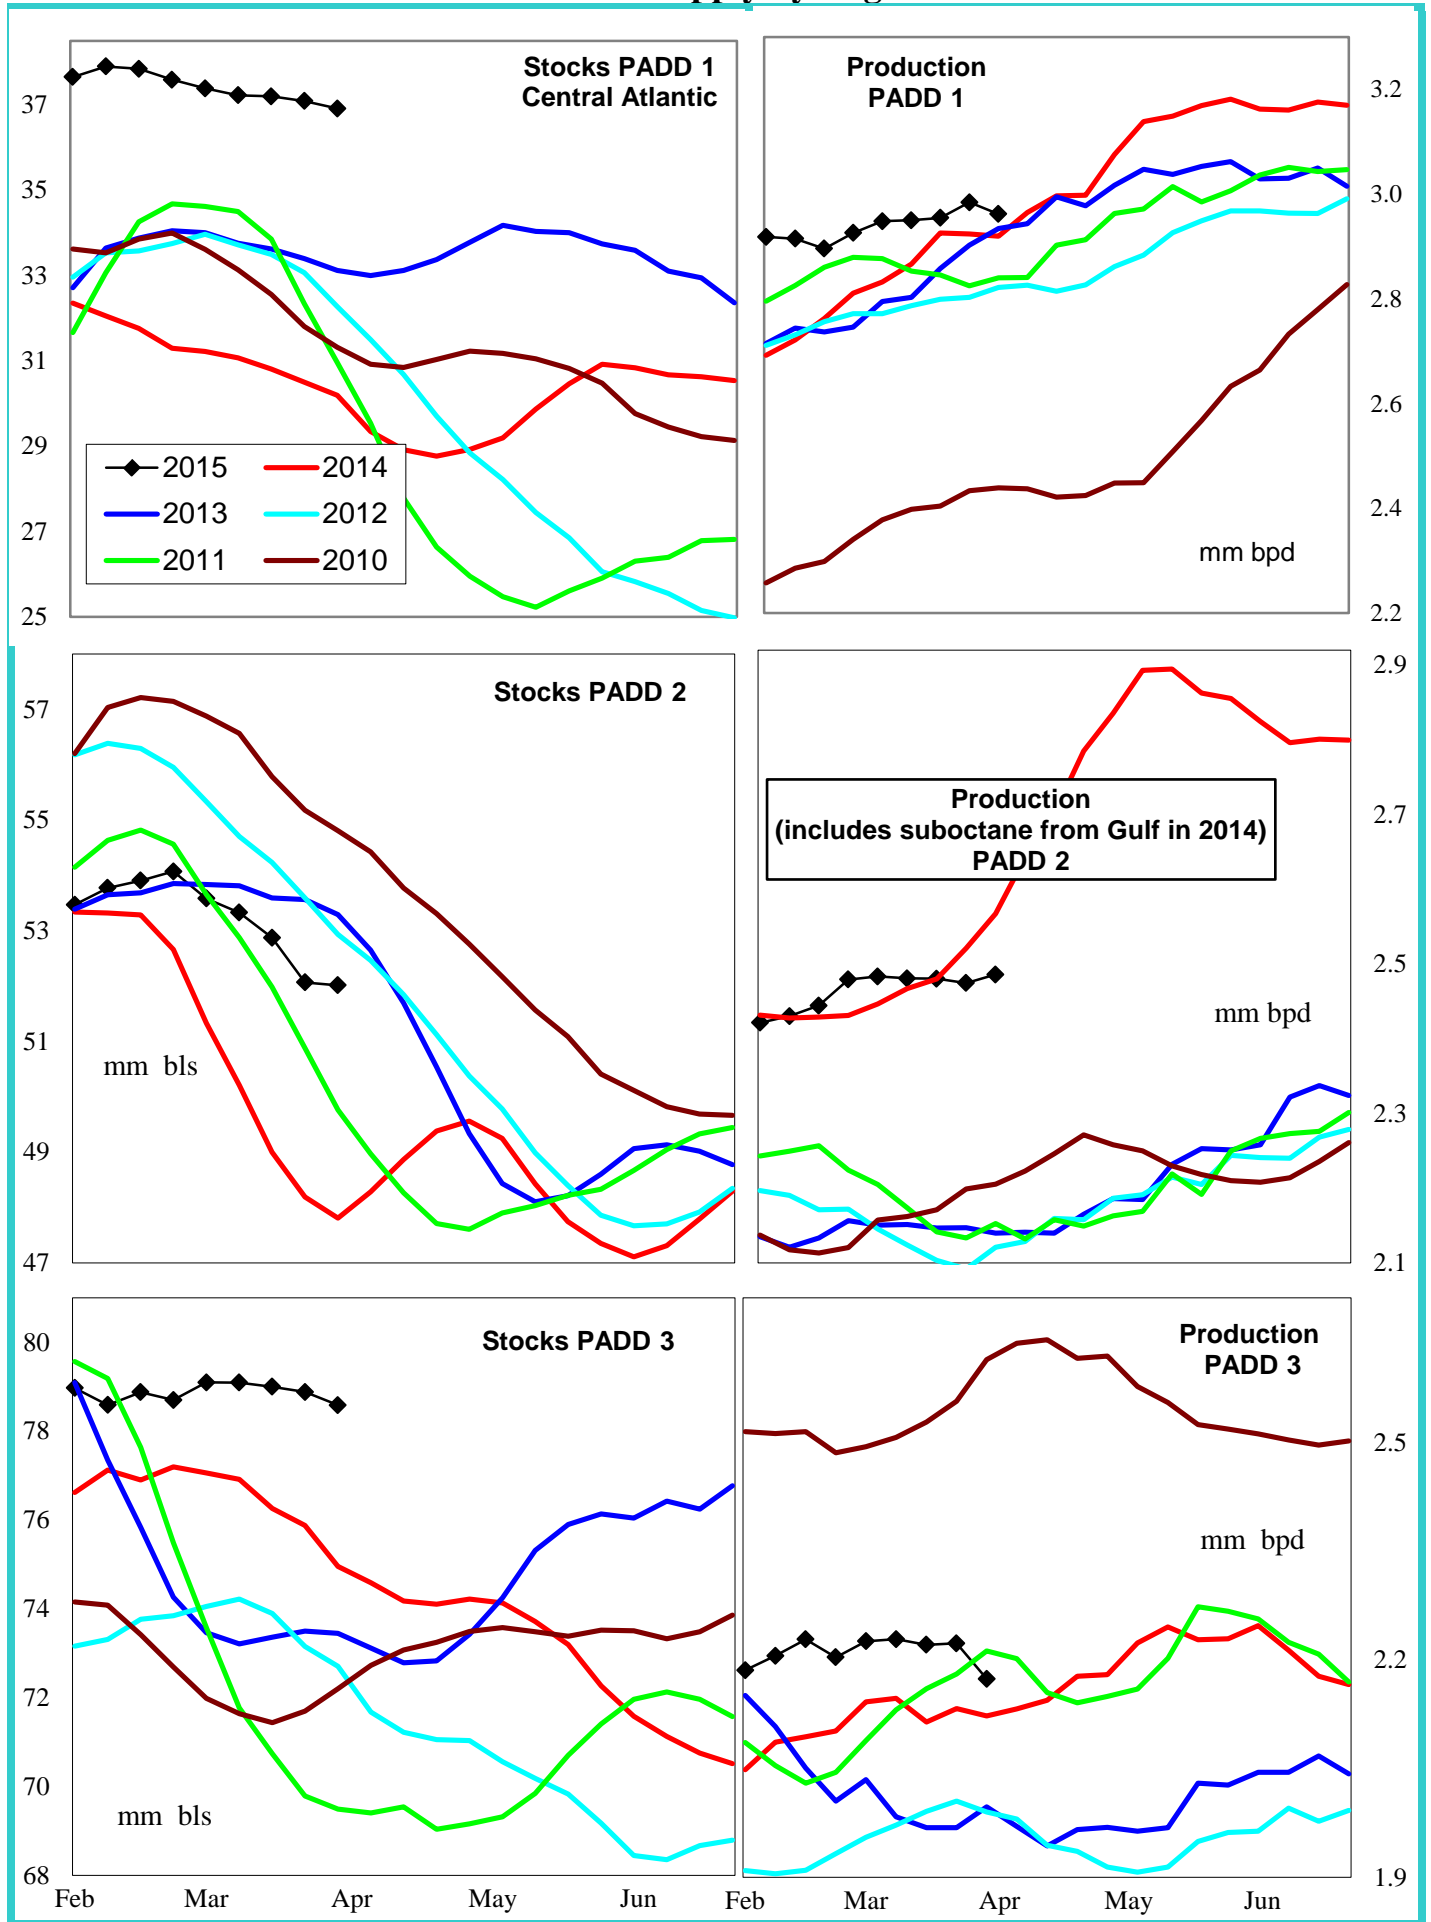 Stocks PADD 1
Central Atlantic
37
35
33
31
29
27
25
2015
2014
2013
2012
2011
2010
Production
PADD 1
mm bpd
3.2
3.0
2.8
2.6
2.4
2.2
Stocks PADD 2
57
55
53
51
49
47
mm bls
Production
(includes suboctane from Gulf in 2014)
PADD 2
mm bpd
2.9
2.7
2.5
2.3
2.1
Stocks PADD 3
80
78
76
74
72
70
68
mm bls
Feb Mar Apr May Jun
Production
PADD 3
mm bpd
2.5
2.2
1.9
Feb Mar Apr May Jun